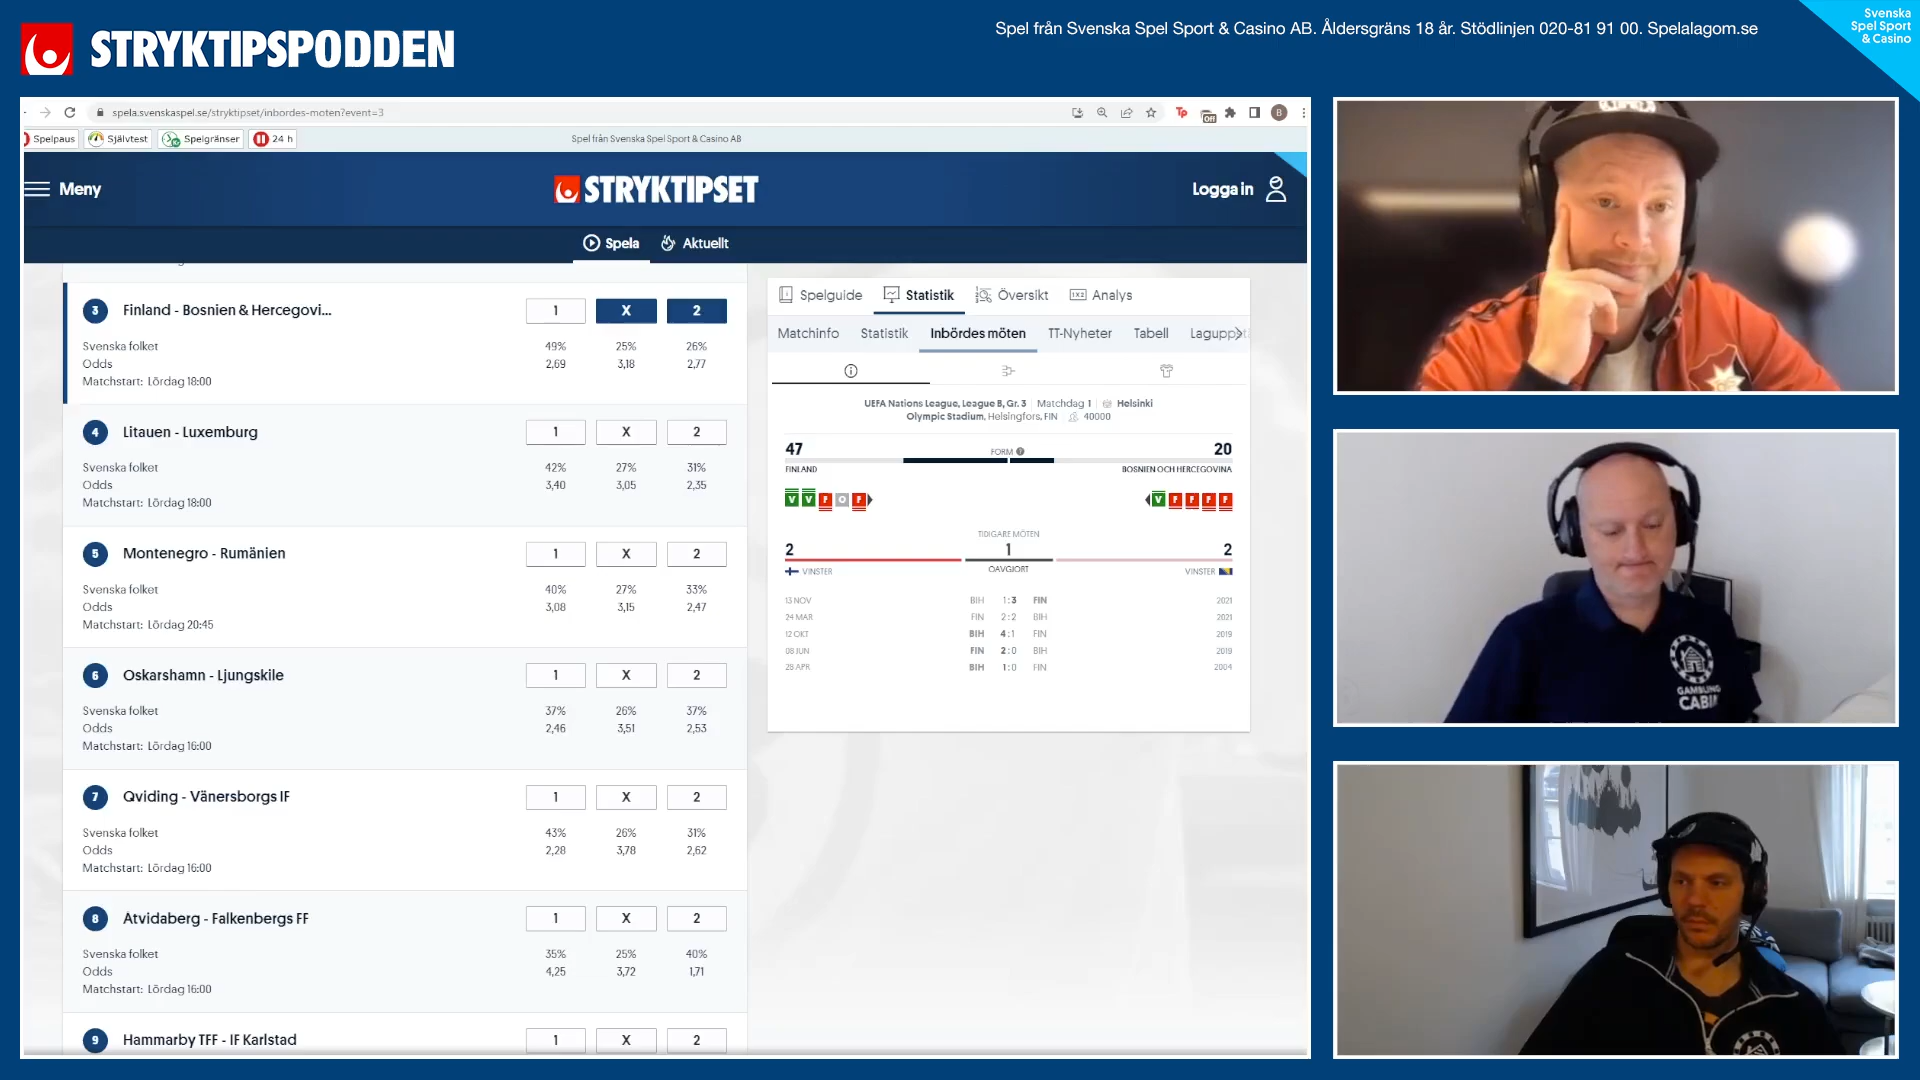 STRYKTIPSPODDEN
Spel från Svenska Spel Sport & Casino AB. Åldersgräns 18 år. Stödlinjen 020-81 91 00. Spelalagom.se
Svenska
Spel Sport
& Casino
spela.svenskaspel.se/stryktipset/inbordes-moten?event=3
Tp
Off
B
Spelpaus
Självtest
Spelgränser
24 h
Spel från Svenska Spel Sport & Casino AB
Meny
STRYKTIPSET
Logga in
Spela
Aktuellt
3 Finland - Bosnien & Hercegovi... 1 X 2
Svenska folket 49% 25% 26%
Odds 2,69 3,18 2,77
Matchstart: Lördag 18:00
4 Litauen - Luxemburg 1 X 2
Svenska folket 42% 27% 31%
Odds 3,40 3,05 2,35
Matchstart: Lördag 18:00
5 Montenegro - Rumänien 1 X 2
Svenska folket 40% 27% 33%
Odds 3,08 3,15 2,47
Matchstart: Lördag 20:45
6 Oskarshamn - Ljungskile 1 X 2
Svenska folket 37% 26% 37%
Odds 2,46 3,51 2,53
Matchstart: Lördag 16:00
7 Qviding - Vänersborgs IF 1 X 2
Svenska folket 43% 26% 31%
Odds 2,28 3,78 2,62
Matchstart: Lördag 16:00
8 Åtvidaberg - Falkenbergs FF 1 X 2
Svenska folket 35% 25% 40%
Odds 4,25 3,72 1,71
Matchstart: Lördag 16:00
9 Hammarby TFF - IF Karlstad 1 X 2
Spelguide Statistik Översikt Analys
Matchinfo Statistik Inbördes möten TT-Nyheter Tabell
UEFA Nations League, League B, Gr. 3 Matchdag 1 Helsinki
Olympic Stadium, Helsingfors, FIN 40000
47 FORM 20
FINLAND BOSNIEN OCH HERCEGOVINA
V V F O F V F F F F
TIDIGARE MÖTEN
2 1 2
VINSTER OAVGJORT VINSTER
13 NOV BIH 1:3 FIN 2021
24 MAR FIN 2:2 BIH 2021
12 OKT BIH 4:1 FIN 2019
08 JUN FIN 2:0 BIH 2019
28 APR BIH 1:0 FIN 2004
GAMBLING
CABIN